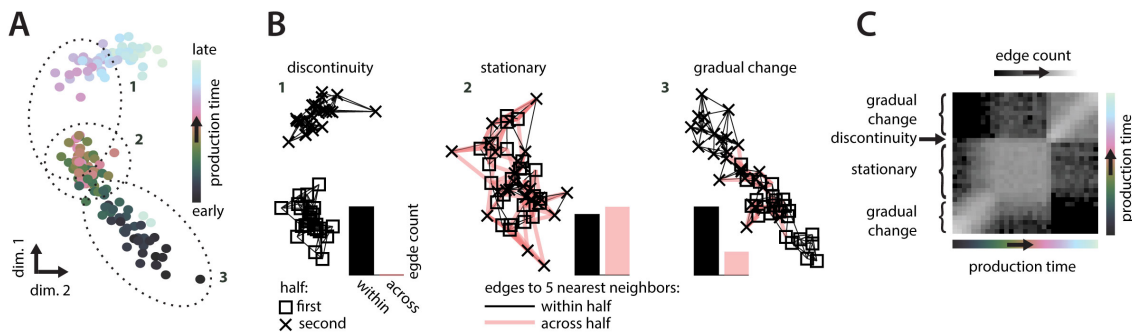 A
late
production time
early
1
2
3
dim. 1
dim. 2
B
discontinuity
1
stationary
2
gradual change
3
egde count
within
across
half:
first
second
edges to 5 nearest neighbors:
within half
across half
C
edge count
gradual
change
discontinuity
stationary
gradual
change
production time
production time